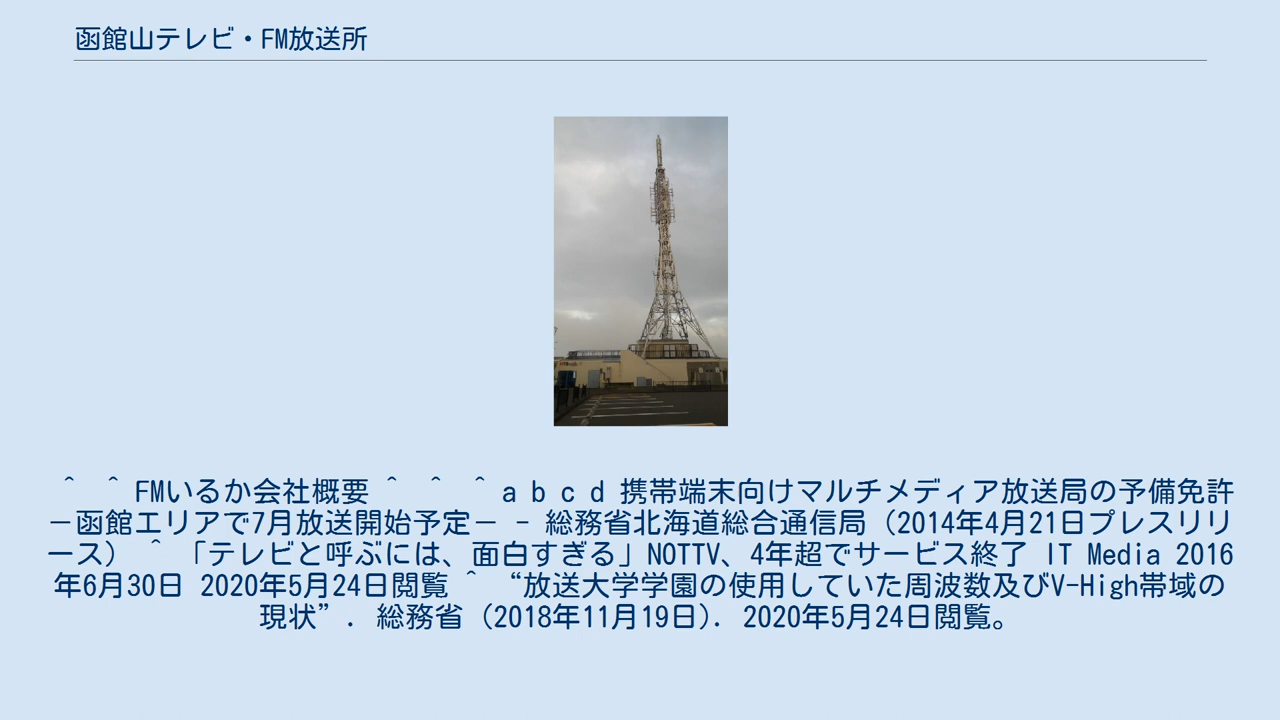 函館山テレビ・FM放送所
^ ^ FMいるか会社概要 ^ ^ ^ a b c d 携帯端末向けマルチメディア放送局の予備免許
－函館エリアで7月放送開始予定－ - 総務省北海道総合通信局（2014年4月21日プレスリリ
ース） ^ 「テレビと呼ぶには、面白すぎる」NOTTV、4年超でサービス終了 IT Media 2016
年6月30日 2020年5月24日閲覧 ^ “放送大学学園の使用していた周波数及びV-High帯域の
現状”. 総務省 (2018年11月19日). 2020年5月24日閲覧。